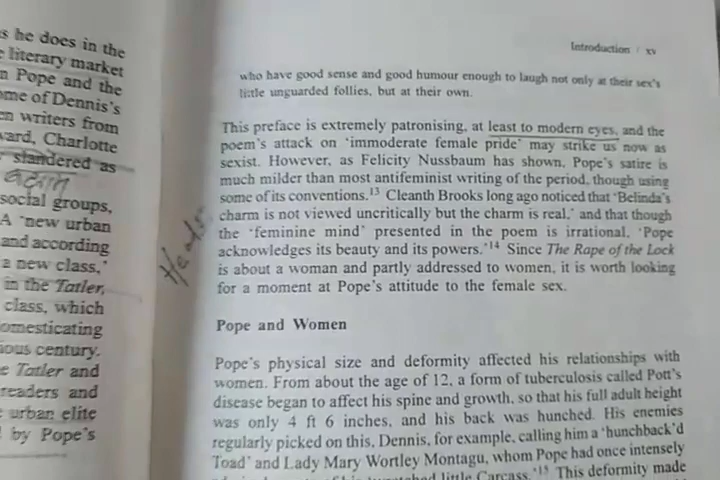 s he does in the
literary market
n Pope and the
ome of Dennis's
en writers from
vard, Charlotte
slandered as
बदनाम
social groups,
A 'new urban
and according
a new class,'
in the Tatler,
class, which
omesticating
ious century.
e Tatler and
readers and
urban elite
by Pope's
Introduction / xv
who have good sense and good humour enough to laugh not only at their sex's
little unguarded follies, but at their own.
This preface is extremely patronising, at least to modern eyes, and the
poem's attack on 'immoderate female pride' may strike us now as
sexist. However, as Felicity Nussbaum has shown, Pope's satire is
much milder than most antifeminist writing of the period, though using
some of its conventions.13 Cleanth Brooks long ago noticed that 'Belinda's
charm is not viewed uncritically but the charm is real,' and that though
the 'feminine mind' presented in the poem is irrational, 'Pope
acknowledges its beauty and its powers.'14 Since The Rape of the Lock
is about a woman and partly addressed to women, it is worth looking
for a moment at Pope's attitude to the female sex.
Pope and Women
Pope's physical size and deformity affected his relationships with
women. From about the age of 12, a form of tuberculosis called Pott's
disease began to affect his spine and growth, so that his full adult height
was only 4 ft 6 inches, and his back was hunched. His enemies
regularly picked on this, Dennis, for example, calling him a 'hunchback'd
Toad' and Lady Mary Wortley Montagu, whom Pope had once intensely
little Carcass.'15 This deformity made